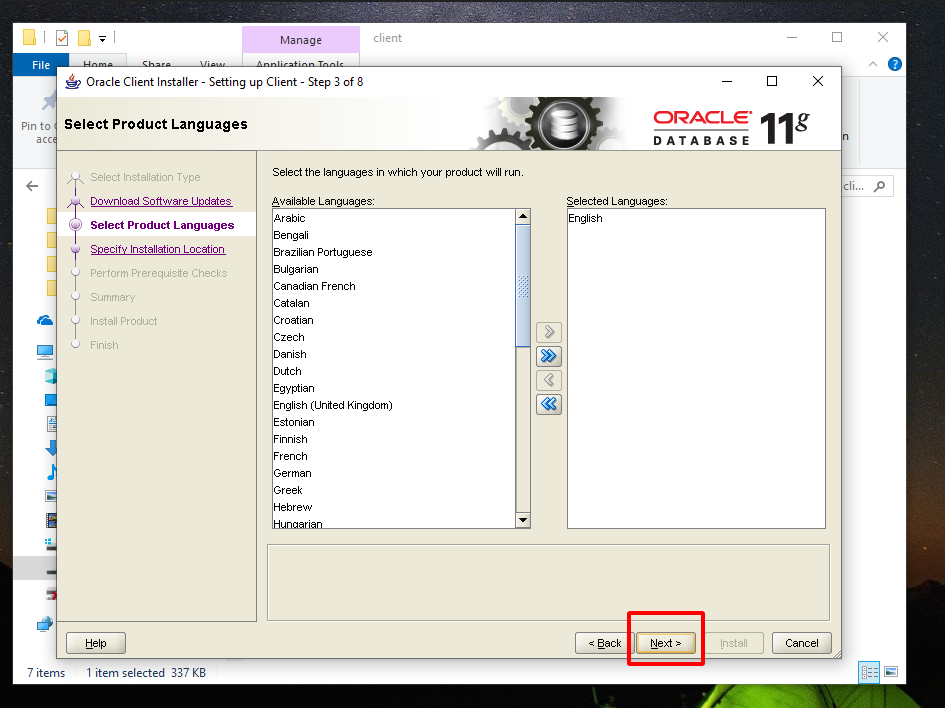 Manage
client
File
Home
Share
View
Application Tools
Oracle Client Installer - Setting up Client - Step 3 of 8
Pin to
acce
Select Product Languages
ORACLE
DATABASE
11g
cli...
Select Installation Type
Download Software Updates
Select Product Languages
Specify Installation Location
Perform Prerequisite Checks
Summary
Install Product
Finish
Select the languages in which your product will run.
Available Languages:
Selected Languages:
Arabic
Bengali
Brazilian Portuguese
Bulgarian
Canadian French
Catalan
Croatian
Czech
Danish
Dutch
Egyptian
English (United Kingdom)
Estonian
Finnish
French
German
Greek
Hebrew
Hungarian
English
Help
< Back
Next >
Install
Cancel
7 items
1 item selected 337 KB